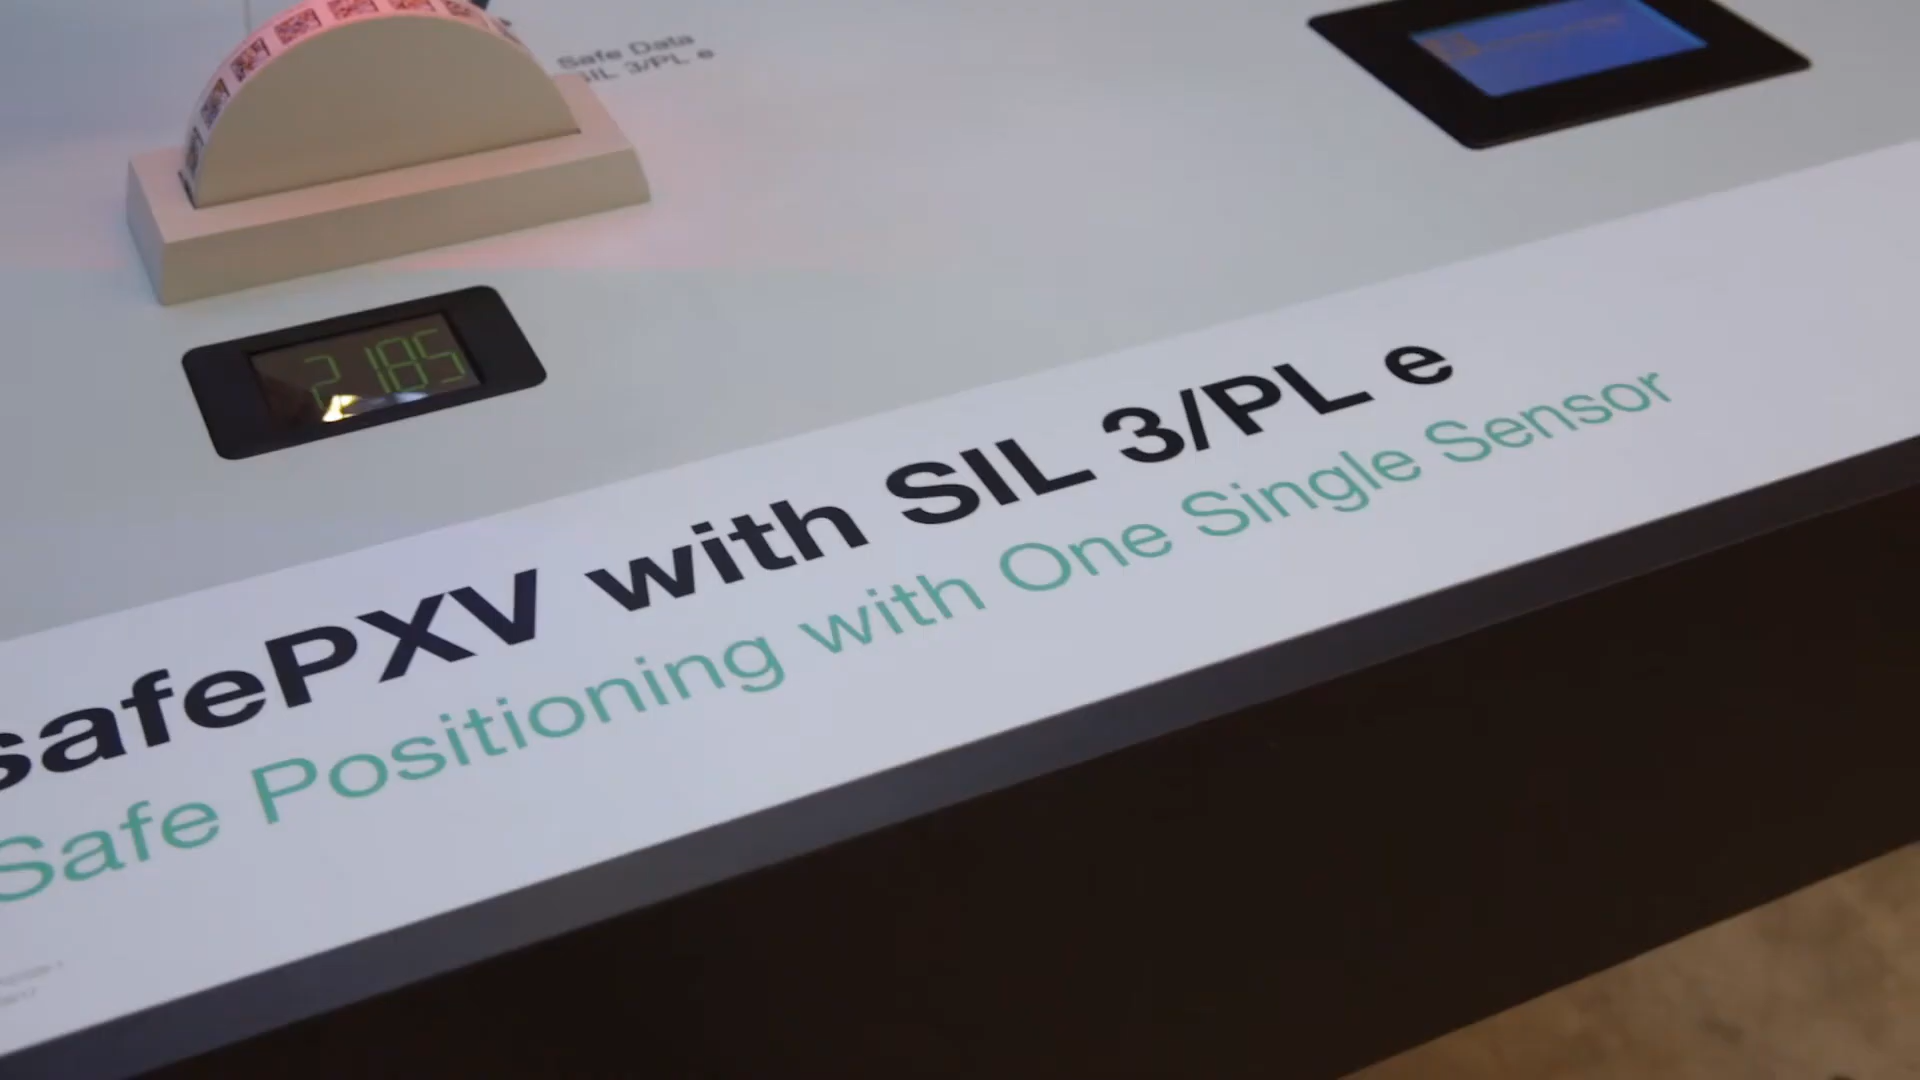 Safe Data
SIL 3/PL e
2185
safePXV with SIL 3/PL e
Safe Positioning with One Single Sensor